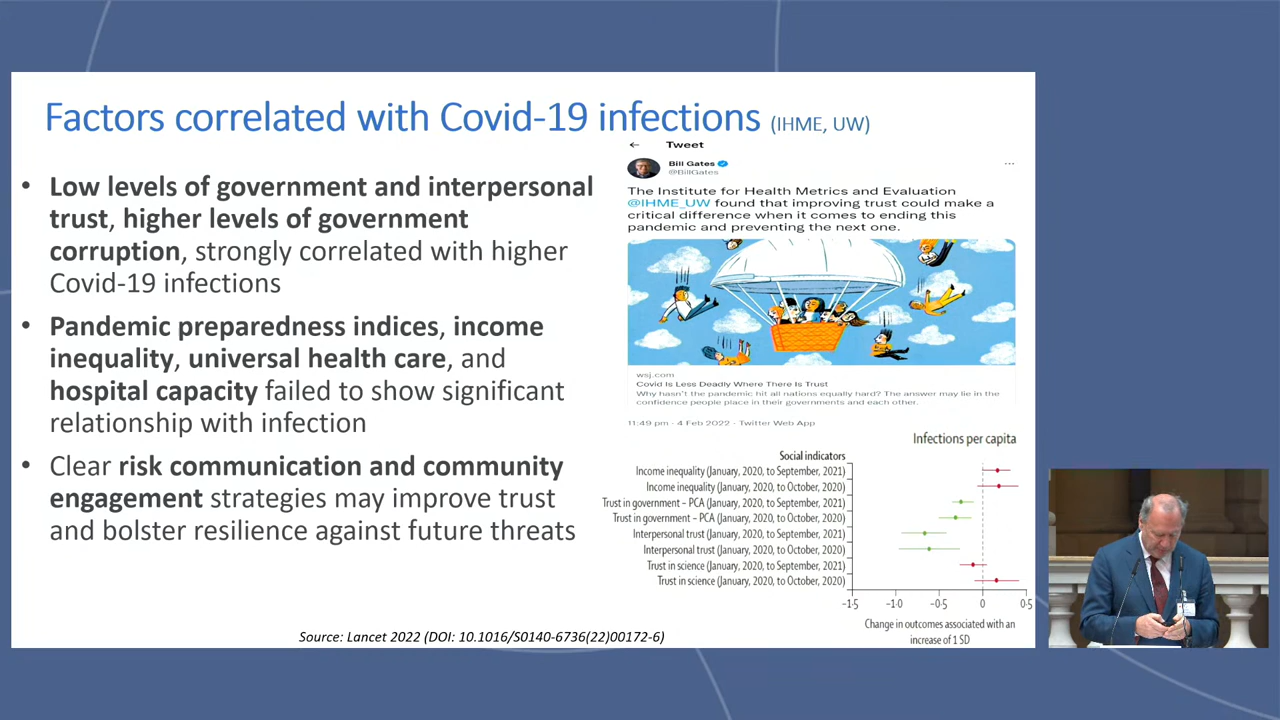 Factors correlated with Covid-19 infections (IHME, UW)
• Low levels of government and interpersonal
trust, higher levels of government
corruption, strongly correlated with higher
Covid-19 infections
• Pandemic preparedness indices, income
inequality, universal health care, and
hospital capacity failed to show significant
relationship with infection
• Clear risk communication and community
engagement strategies may improve trust
and bolster resilience against future threats
Tweet
Bill Gates
@BillGates
The Institute for Health Metrics and Evaluation
@IHME_UW found that improving trust could make a
critical difference when it comes to ending this
pandemic and preventing the next one.
wsj.com
Covid Is Less Deadly Where There Is Trust
Why hasn't the pandemic hit all nations equally hard? The answer may lie in the
confidence people place in their governments and each other.
11:49 pm · 4 Feb 2022 · Twitter Web App
Infections per capita
Social indicators
Income inequality (January, 2020, to September, 2021)
Income inequality (January, 2020, to October, 2020)
Trust in government – PCA (January, 2020, to September, 2021)
Trust in government – PCA (January, 2020, to October, 2020)
Interpersonal trust (January, 2020, to September, 2021)
Interpersonal trust (January, 2020, to October, 2020)
Trust in science (January, 2020, to September, 2021)
Trust in science (January, 2020, to October, 2020)
–1·5 –1·0 –0·5 0 0·5
Change in outcomes associated with an
increase of 1 SD
Source: Lancet 2022 (DOI: 10.1016/S0140-6736(22)00172-6)